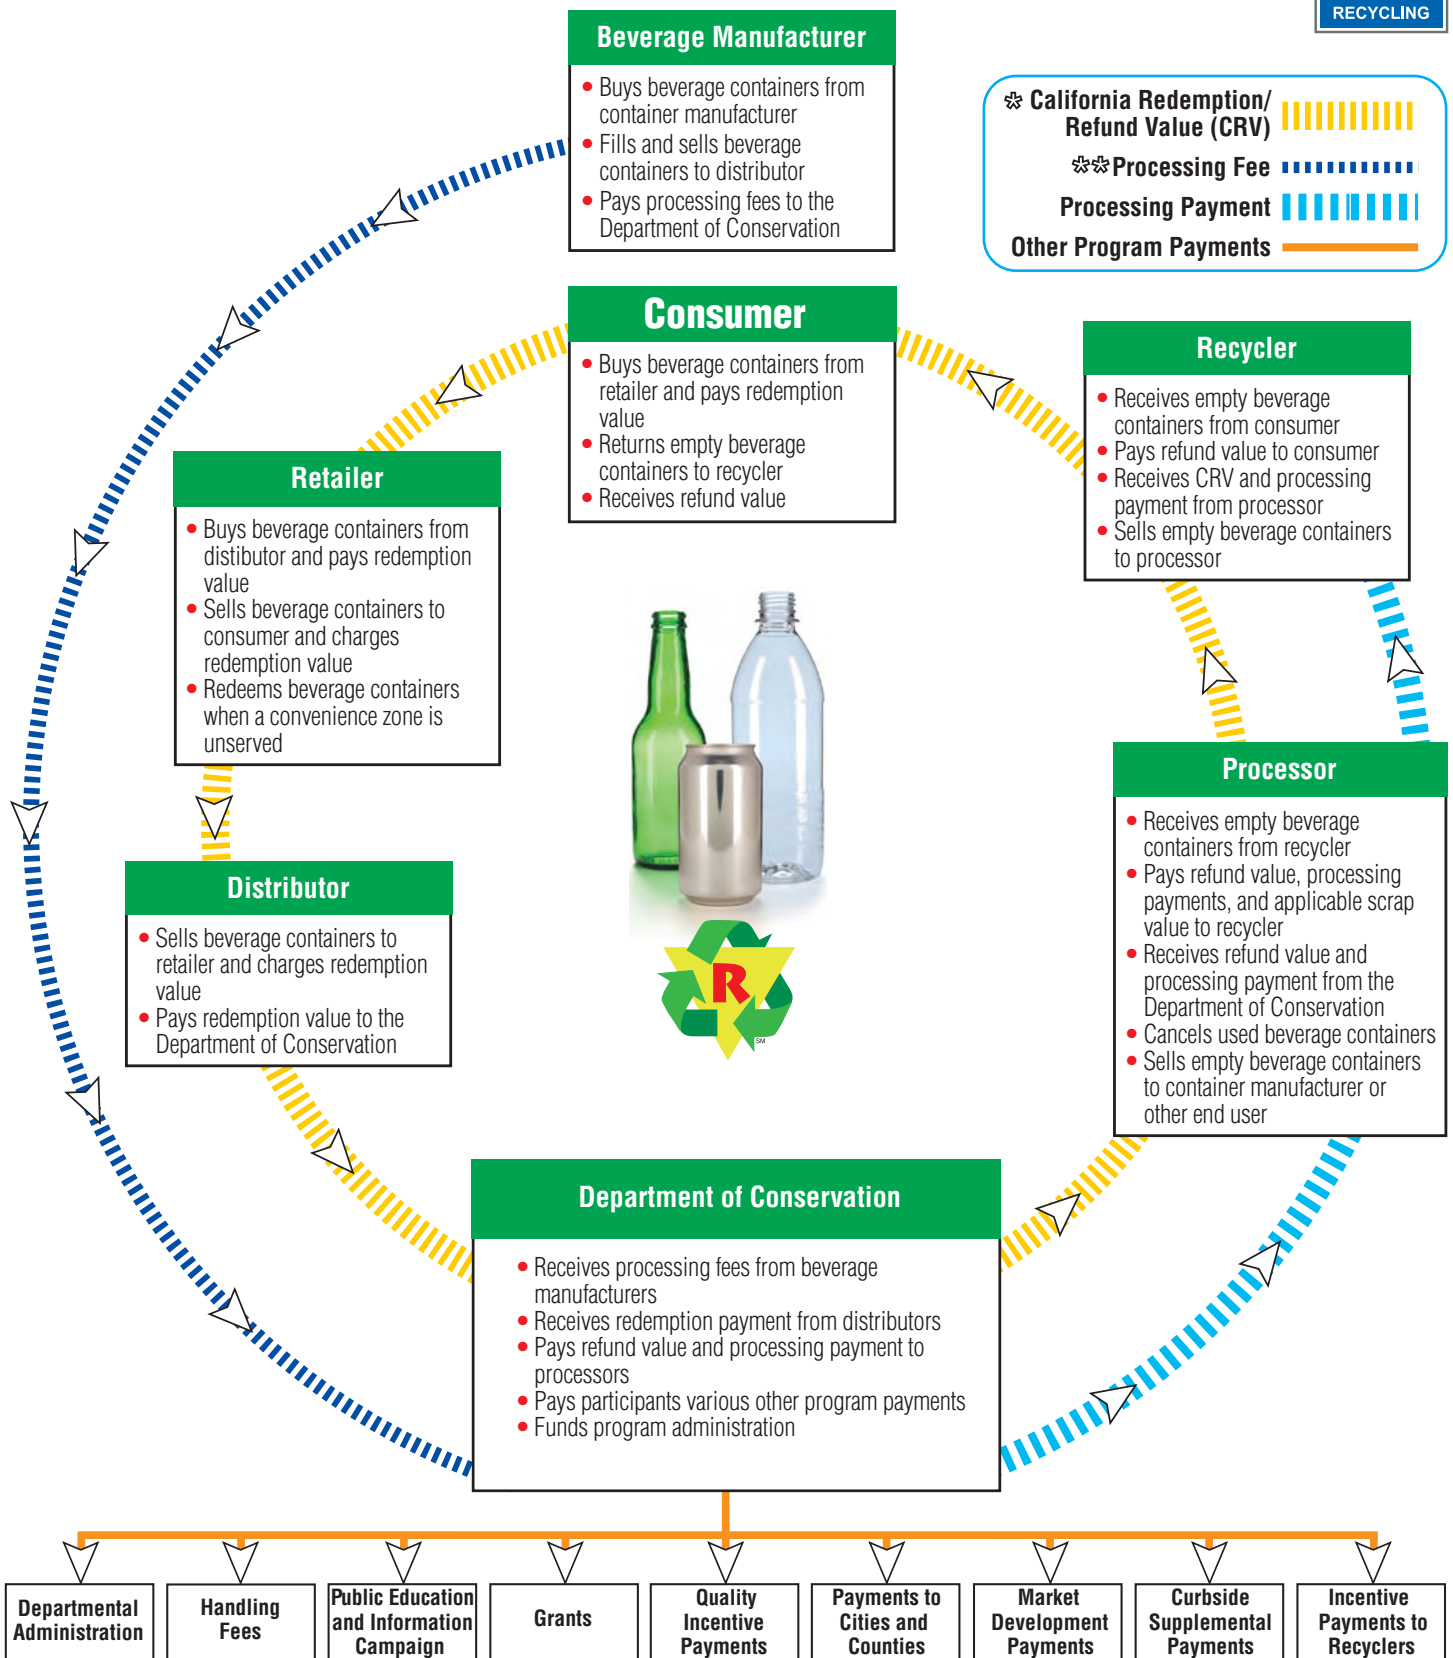 RECYCLING
Beverage Manufacturer
• Buys beverage containers from
container manufacturer
• Fills and sells beverage
containers to distributor
• Pays processing fees to the
Department of Conservation
* California Redemption/
Refund Value (CRV)
**Processing Fee
Processing Payment
Other Program Payments
Consumer
• Buys beverage containers from
retailer and pays redemption
value
• Returns empty beverage
containers to recycler
• Receives refund value
Recycler
• Receives empty beverage
containers from consumer
• Pays refund value to consumer
• Receives CRV and processing
payment from processor
• Sells empty beverage containers
to processor
Retailer
• Buys beverage containers from
distibutor and pays redemption
value
• Sells beverage containers to
consumer and charges
redemption value
• Redeems beverage containers
when a convenience zone is
unserved
Processor
• Receives empty beverage
containers from recycler
• Pays refund value, processing
payments, and applicable scrap
value to recycler
• Receives refund value and
processing payment from the
Department of Conservation
• Cancels used beverage containers
• Sells empty beverage containers
to container manufacturer or
other end user
Distributor
• Sells beverage containers to
retailer and charges redemption
value
• Pays redemption value to the
Department of Conservation
R
SM
Department of Conservation
• Receives processing fees from beverage
manufacturers
• Receives redemption payment from distributors
• Pays refund value and processing payment to
processors
• Pays participants various other program payments
• Funds program administration
Departmental
Administration
Handling
Fees
Public Education
and Information
Campaign
Grants
Quality
Incentive
Payments
Payments to
Cities and
Counties
Market
Development
Payments
Curbside
Supplemental
Payments
Incentive
Payments to
Recyclers